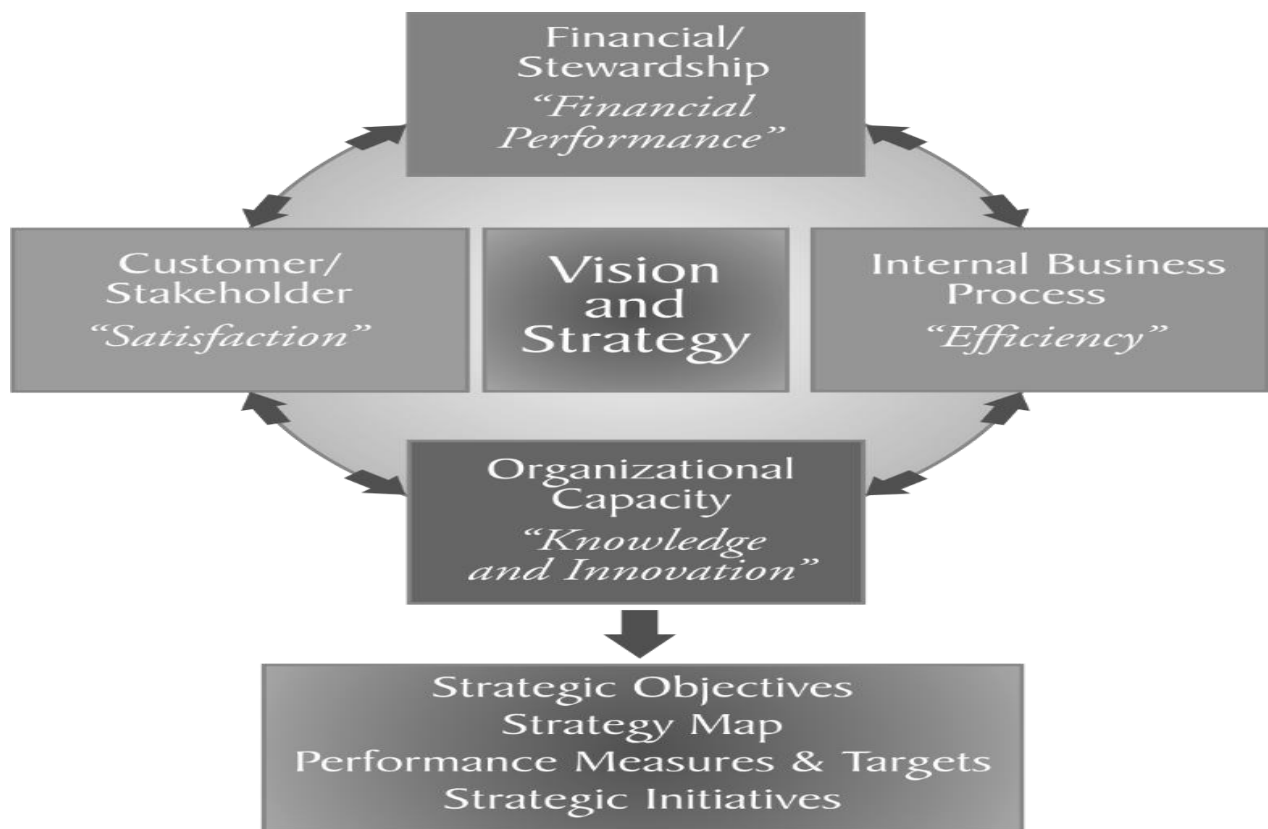 Financial/
Stewardship
“Financial
Performance”
Customer/
Stakeholder
“Satisfaction”
Vision
and
Strategy
Internal Business
Process
“Efficiency”
Organizational
Capacity
“Knowledge
and Innovation”
Strategic Objectives
Strategy Map
Performance Measures & Targets
Strategic Initiatives